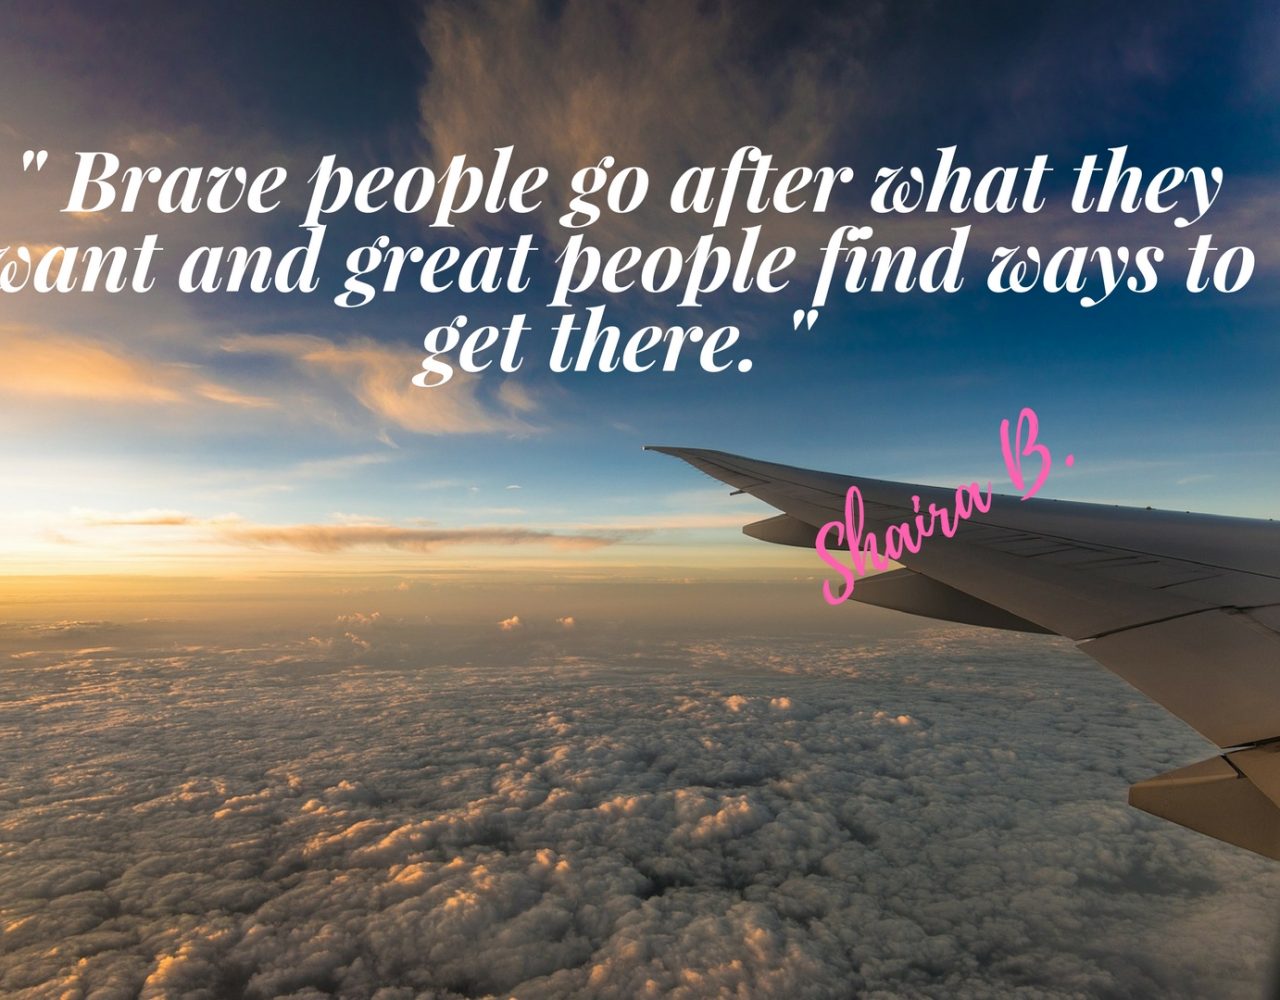 " Brave people go after what they
want and great people find ways to
get there. "
Shaira B.